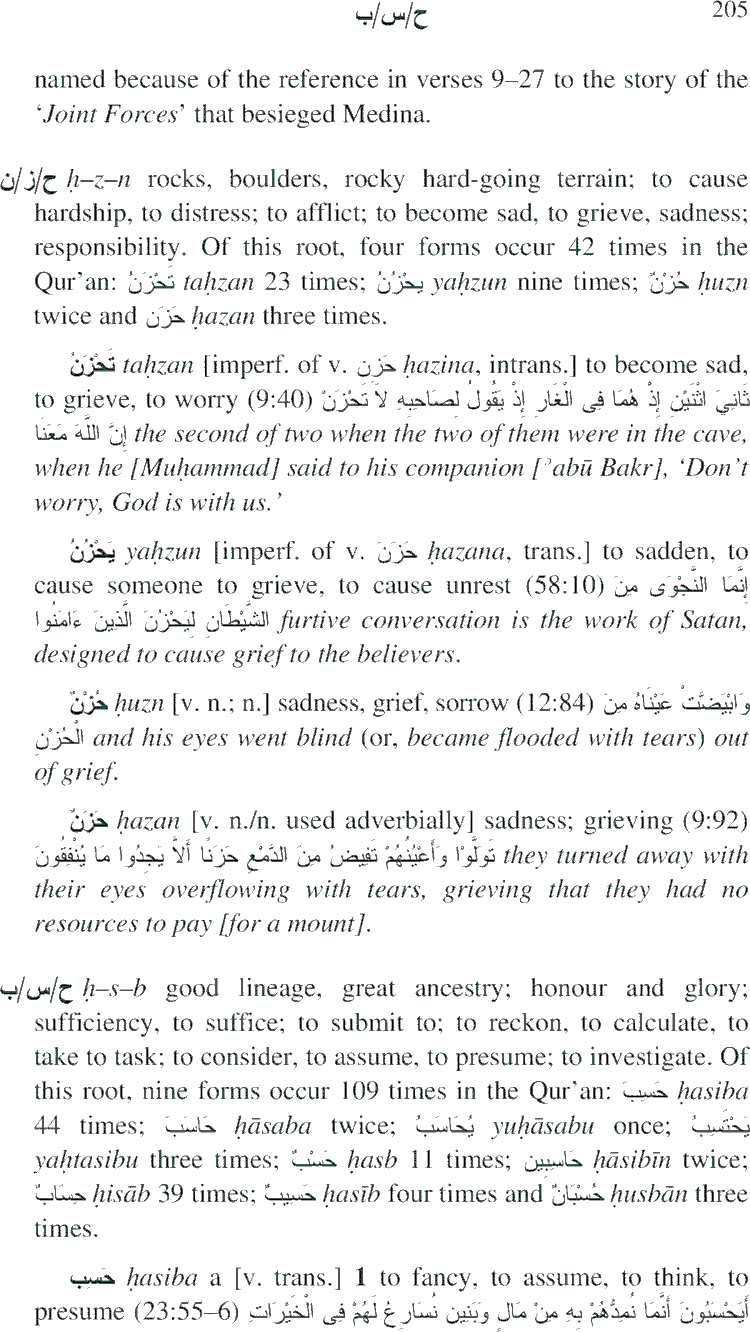 ح/س/ب 205
named because of the reference in verses 9–27 to the story of the
‘Joint Forces’ that besieged Medina.
ح/ز/ن ḥ–z–n rocks, boulders, rocky hard-going terrain; to cause
hardship, to distress; to afflict; to become sad, to grieve, sadness;
responsibility. Of this root, four forms occur 42 times in the
Qur’an: تَحْزَنُ taḥzan 23 times; يحْزُنُ yaḥzun nine times; حُزْنٌ ḥuzn
twice and حَزَن ḥazan three times.
تَحْزَنُ taḥzan [imperf. of v. حَزِن ḥazina, intrans.] to become sad,
to grieve, to worry (9:40) ثَانِيَ اثْنَيْنِ إِذْ هُمَا فِى الْغَارِ إِذْ يَقُولُ لِصَاحِبِهِ لَا تَحْزَنْ
إِنَّ اللَّهَ مَعَنَا the second of two when the two of them were in the cave,
when he [Muḥammad] said to his companion [ʾabū Bakr], ‘Don’t
worry, God is with us.’
يَحْزُنُ yaḥzun [imperf. of v. حَزَنَ ḥazana, trans.] to sadden, to
cause someone to grieve, to cause unrest (58:10) إِنَّمَا النَّجْوَى مِنَ
الشَّيْطَانِ لِيَحْزُنَ الَّذِينَ ءَامَنُوا furtive conversation is the work of Satan,
designed to cause grief to the believers.
حُزْنٌ ḥuzn [v. n.; n.] sadness, grief, sorrow (12:84) وَابْيَضَّتْ عَيْنَاهُ مِنَ
الْحُزْنِ and his eyes went blind (or, became flooded with tears) out
of grief.
حَزَنٌ ḥazan [v. n./n. used adverbially] sadness; grieving (9:92)
تَوَلَّوْا وَأَعْيُنُهُمْ تَفِيضُ مِنَ الدَّمْعِ حَزَنًا أَلاَّ يَجِدُوا مَا يُنْفِقُونَ they turned away with
their eyes overflowing with tears, grieving that they had no
resources to pay [for a mount].
ح/س/ب ḥ–s–b good lineage, great ancestry; honour and glory;
sufficiency, to suffice; to submit to; to reckon, to calculate, to
take to task; to consider, to assume, to presume; to investigate. Of
this root, nine forms occur 109 times in the Qur’an: حَسِبَ ḥasiba
44 times; حَاسَبَ ḥāsaba twice; يُحَاسَبُ yuḥāsabu once; يَحْتَسِبُ
yaḥtasibu three times; حَسْبٌ ḥasb 11 times; حَاسِبِين ḥāsibīn twice;
حِسَابٌ ḥisāb 39 times; حَسِيبٌ ḥasīb four times and حُسْبَانٌ ḥusbān three
times.
حَسِب ḥasiba a [v. trans.] 1 to fancy, to assume, to think, to
presume (23:55–6) أَيَحْسَبُونَ أَنَّمَا نُمِدُّهُمْ بِهِ مِنْ مَالٍ وَبَنِينَ نُسَارِعُ لَهُمْ فِى الْخَيْرَاتِ